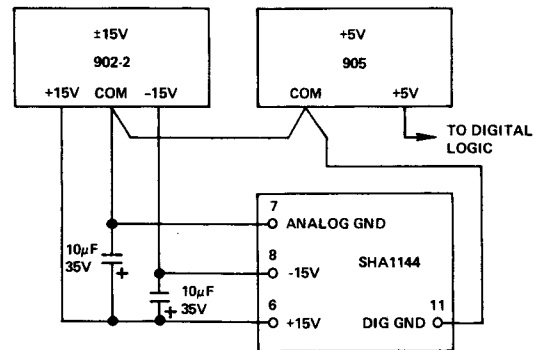 ±15V
902-2
+15V COM -15V
+5V
905
COM +5V
TO DIGITAL
LOGIC
7
ANALOG GND
10μF
35V
+
8
-15V
SHA1144
10μF
35V
+
6
+15V
11
DIG GND